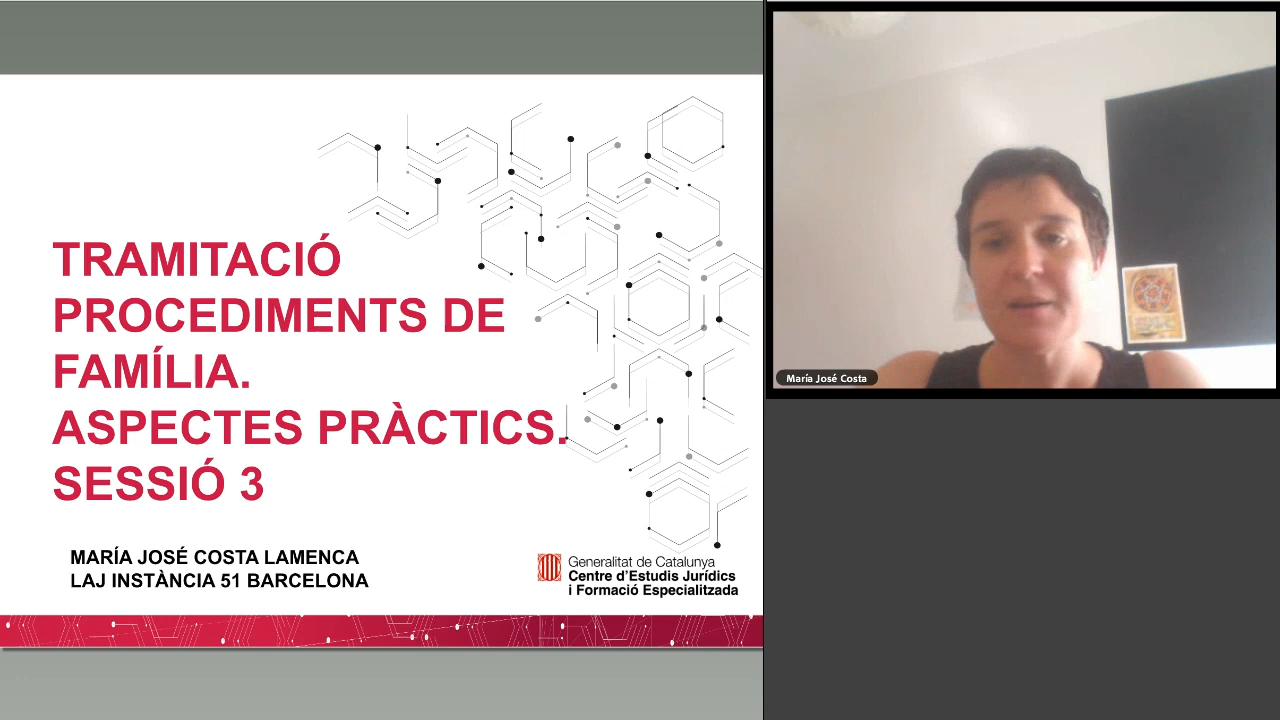 TRAMITACIÓ
PROCEDIMENTS DE
FAMÍLIA.
ASPECTES PRÀCTICS.
SESSIÓ 3
MARÍA JOSÉ COSTA LAMENCA
LAJ INSTÀNCIA 51 BARCELONA
Generalitat de Catalunya
Centre d'Estudis Jurídics
i Formació Especialitzada
María José Costa